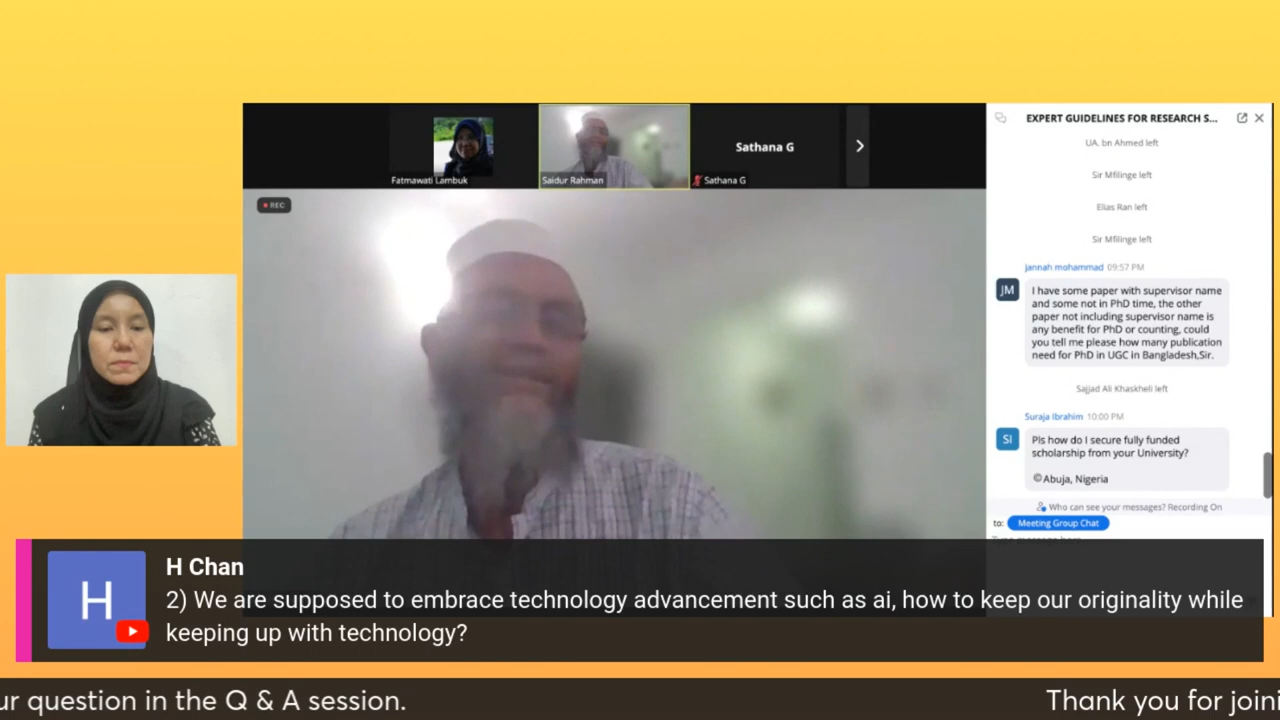 Fatmawati Lambuk
Saidur Rahman
Sathana G
Sathana G
REC
EXPERT GUIDELINES FOR RESEARCH S...
UA. bn Ahmed left
Sir Mfilinge left
Elias Ran left
Sir Mfilinge left
jannah mohammad 09:57 PM
JM
I have some paper with supervisor name
and some not in PhD time, the other
paper not including supervisor name is
any benefit for PhD or counting, could
you tell me please how many publication
need for PhD in UGC in Bangladesh,Sir.
Sajjad Ali Khaskheli left
Suraja Ibrahim 10:00 PM
SI
Pls how do I secure fully funded
scholarship from your University?
©Abuja, Nigeria
Who can see your messages? Recording On
to: Meeting Group Chat
H
H Chan
2) We are supposed to embrace technology advancement such as ai, how to keep our originality while
keeping up with technology?
ur question in the Q & A session. Thank you for joini